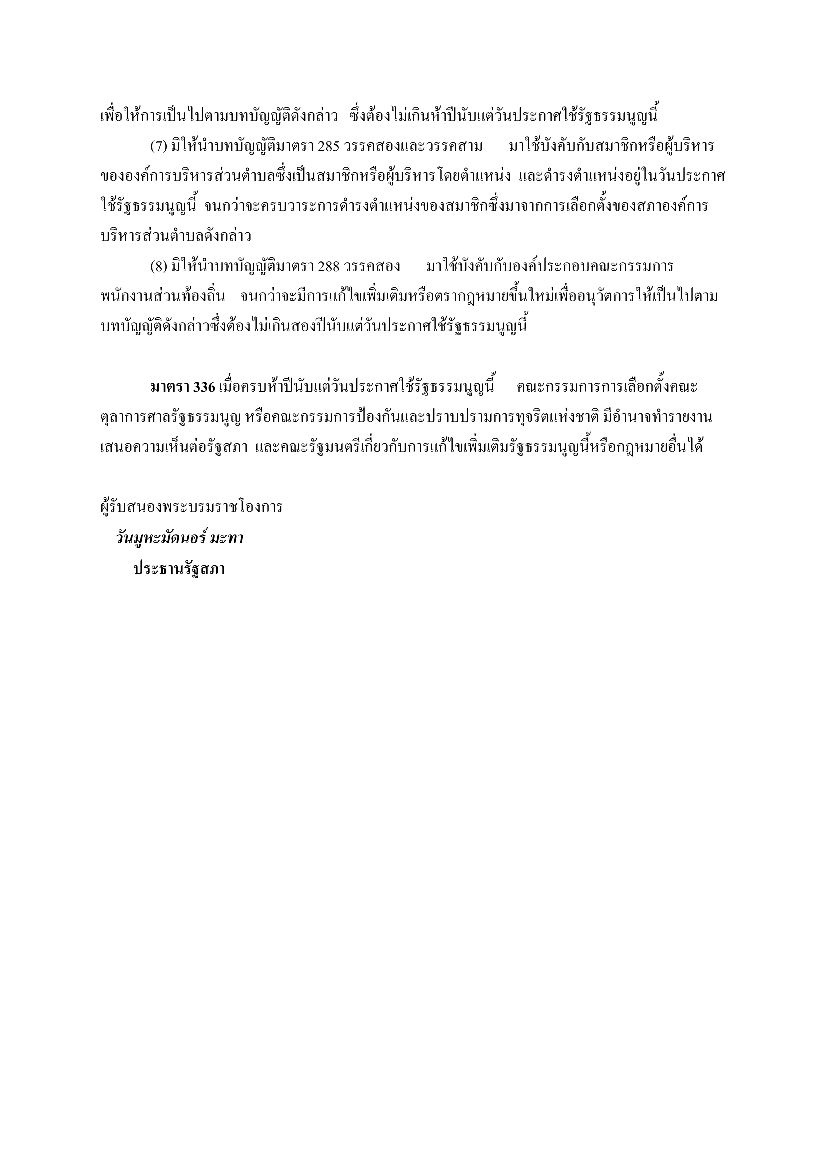 เพื่อให้การเป็นไปตามบทบัญญัติดังกล่าว ซึ่งต้องไม่เกินห้าปีนับแต่วันประกาศใช้รัฐธรรมนูญนี้
(7) มิให้นำบทบัญญัติมาตรา 285 วรรคสองและวรรคสาม มาใช้บังคับกับสมาชิกหรือผู้บริหาร
ขององค์การบริหารส่วนตำบลซึ่งเป็นสมาชิกหรือผู้บริหารโดยตำแหน่ง และดำรงตำแหน่งอยู่ในวันประกาศ
ใช้รัฐธรรมนูญนี้ จนกว่าจะครบวาระการดำรงตำแหน่งของสมาชิกซึ่งมาจากการเลือกตั้งของสภาองค์การ
บริหารส่วนตำบลดังกล่าว
(8) มิให้นำบทบัญญัติมาตรา 288 วรรคสอง มาใช้บังคับกับองค์ประกอบคณะกรรมการ
พนักงานส่วนท้องถิ่น จนกว่าจะมีการแก้ไขเพิ่มเติมหรือตรากฎหมายขึ้นใหม่เพื่ออนุวัตการให้เป็นไปตาม
บทบัญญัติดังกล่าวซึ่งต้องไม่เกินสองปีนับแต่วันประกาศใช้รัฐธรรมนูญนี้
มาตรา 336 เมื่อครบห้าปีนับแต่วันประกาศใช้รัฐธรรมนูญนี้ คณะกรรมการการเลือกตั้งคณะ
ตุลาการศาลรัฐธรรมนูญ หรือคณะกรรมการป้องกันและปราบปรามการทุจริตแห่งชาติ มีอำนาจทำรายงาน
เสนอความเห็นต่อรัฐสภา และคณะรัฐมนตรีเกี่ยวกับการแก้ไขเพิ่มเติมรัฐธรรมนูญนี้หรือกฎหมายอื่นได้
ผู้รับสนองพระบรมราชโองการ
วันมูหะมัดนอร์ มะทา
ประธานรัฐสภา